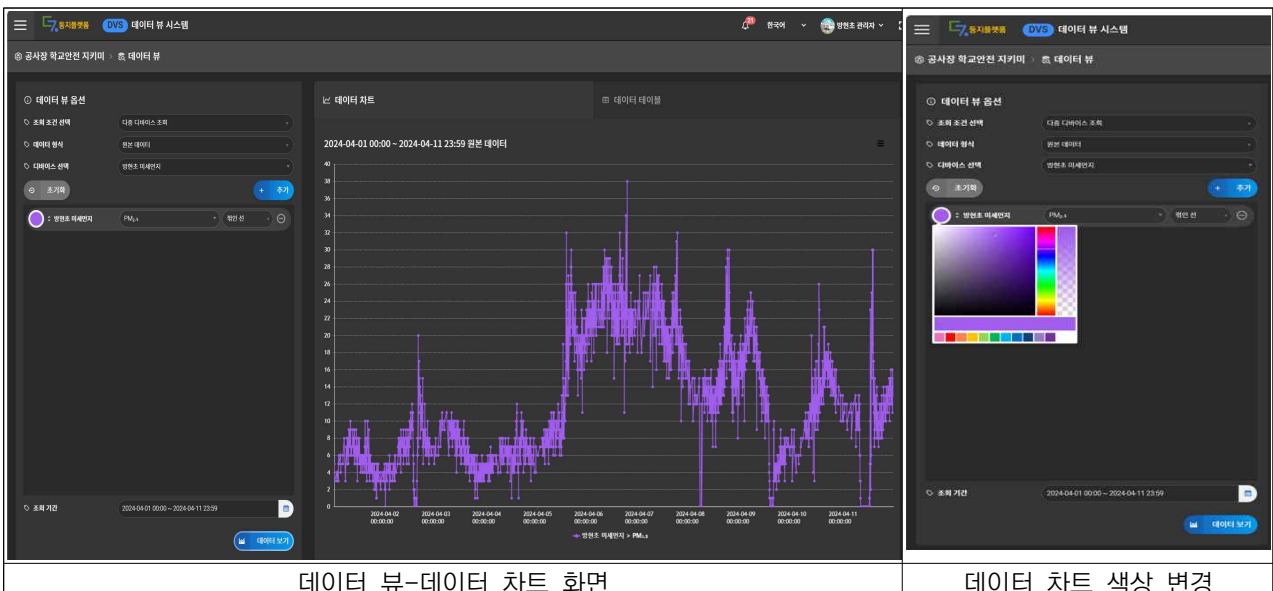 둥지플랫폼 DVS 데이터 뷰 시스템
21 한국어 방현초 관리자
공사장 학교안전 지키미 > 데이터 뷰
데이터 뷰 옵션
조회 조건 선택 다중 디바이스 조회
데이터 형식 원본 데이터
디바이스 선택 방현초 미세먼지
초기화 + 추가
: 방현초 미세먼지 PM₂.₅ 꺾인 선
조회 기간 2024-04-01 00:00 ~ 2024-04-11 23:59
데이터 보기
데이터 차트 데이터 테이블
2024-04-01 00:00 ~ 2024-04-11 23:59 원본 데이터
40
38
36
34
32
30
28
26
24
22
20
18
16
14
12
10
8
6
4
2
0
2024-04-02 2024-04-03 2024-04-04 2024-04-05 2024-04-06 2024-04-07 2024-04-08 2024-04-09 2024-04-10 2024-04-11
00:00:00 00:00:00 00:00:00 00:00:00 00:00:00 00:00:00 00:00:00 00:00:00 00:00:00 00:00:00
방현초 미세먼지 > PM₂.₅
데이터 뷰-데이터 차트 화면
둥지플랫폼 DVS 데이터 뷰 시스템
공사장 학교안전 지키미 > 데이터 뷰
데이터 뷰 옵션
조회 조건 선택 다중 디바이스 조회
데이터 형식 원본 데이터
디바이스 선택 방현초 미세먼지
초기화 + 추가
: 방현초 미세먼지 PM₂.₅ 꺾인 선
조회 기간 2024-04-01 00:00 ~ 2024-04-11 23:59
데이터 보기
데이터 차트 색상 변경